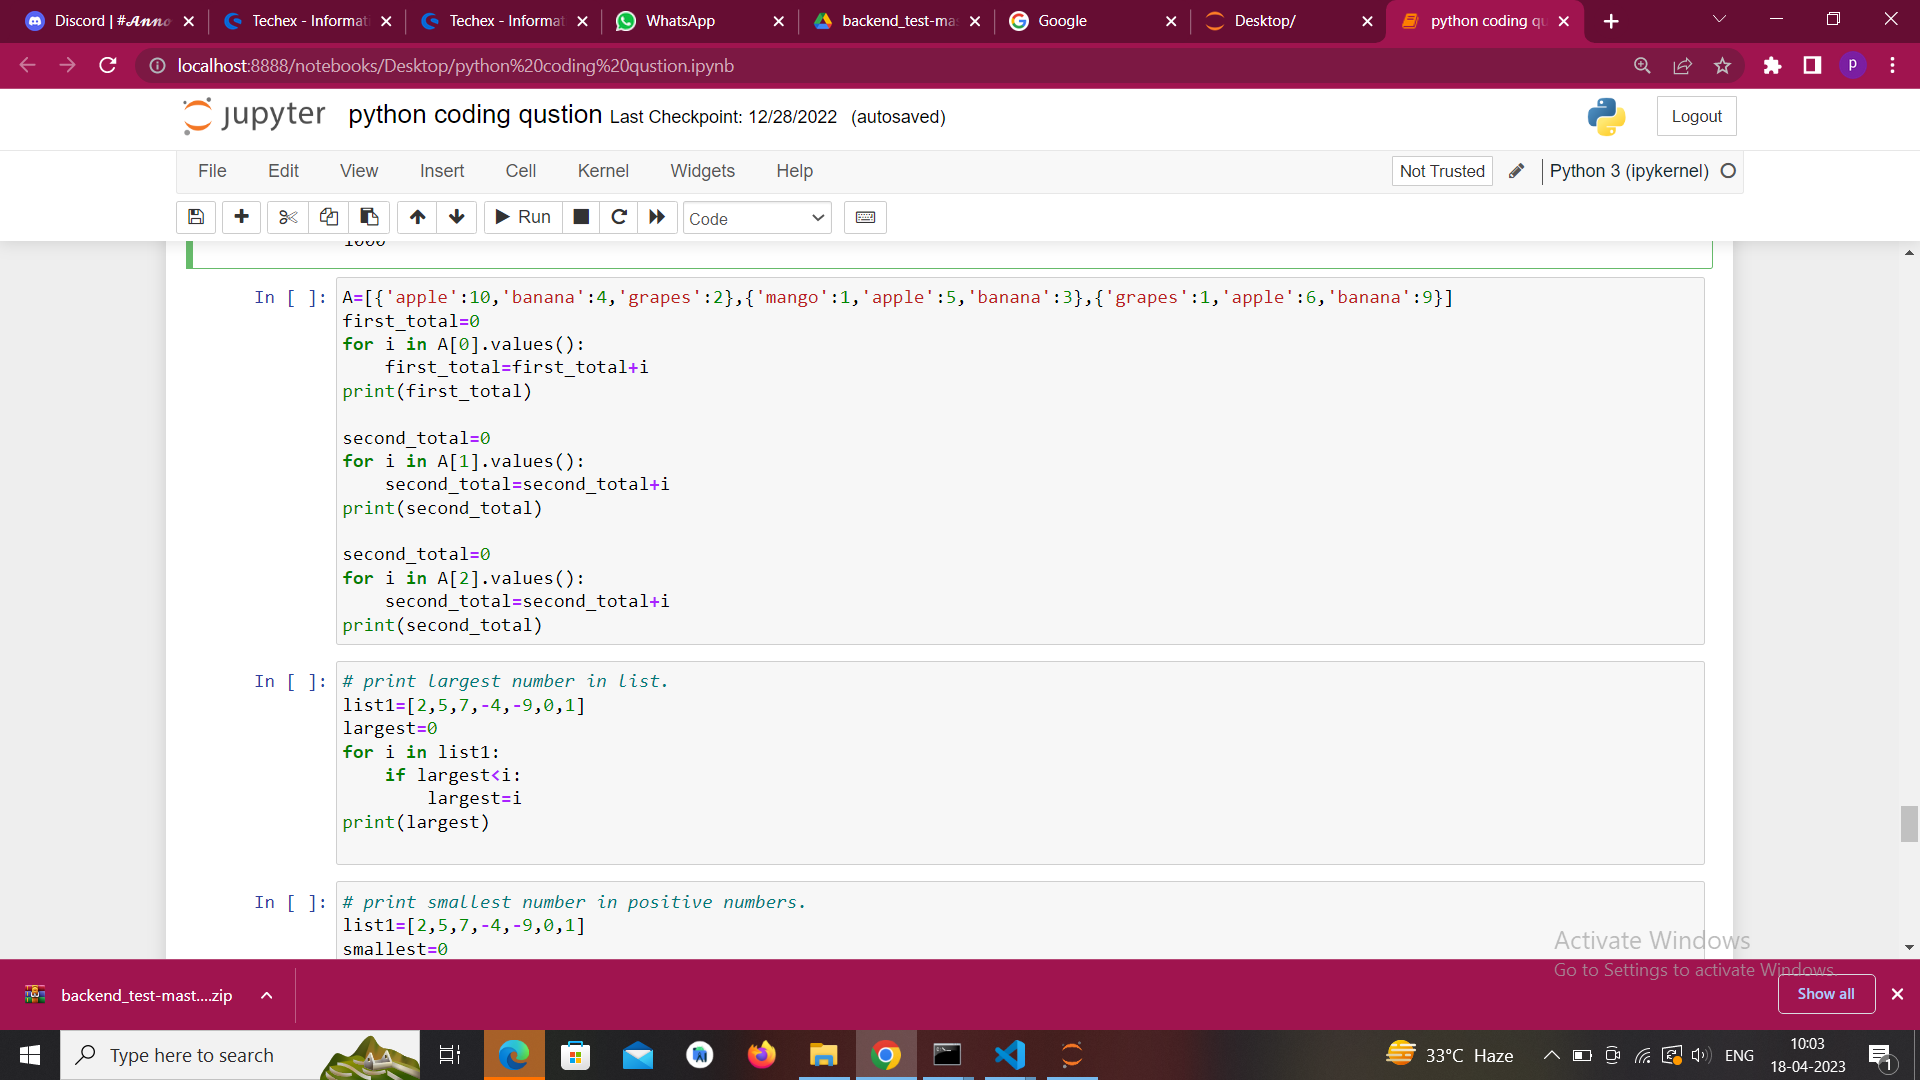 Discord | #𝓐𝓷𝓷𝓸
Techex - Informati
Techex - Informat
WhatsApp
backend_test-mas
Google
Desktop/
python coding qu
localhost:8888/notebooks/Desktop/python%20coding%20qustion.ipynb
P
jupyter python coding qustion Last Checkpoint: 12/28/2022 (autosaved)
Logout
File Edit View Insert Cell Kernel Widgets Help
Not Trusted
Python 3 (ipykernel)
Run
Code
1000
In [ ]: A=[{'apple':10,'banana':4,'grapes':2},{'mango':1,'apple':5,'banana':3},{'grapes':1,'apple':6,'banana':9}]
first_total=0
for i in A[0].values():
    first_total=first_total+i
print(first_total)
second_total=0
for i in A[1].values():
    second_total=second_total+i
print(second_total)
second_total=0
for i in A[2].values():
    second_total=second_total+i
print(second_total)
In [ ]: # print largest number in list.
list1=[2,5,7,-4,-9,0,1]
largest=0
for i in list1:
    if largest<i:
        largest=i
print(largest)
In [ ]: # print smallest number in positive numbers.
list1=[2,5,7,-4,-9,0,1]
smallest=0
Activate Windows
Go to Settings to activate Windows.
backend_test-mast....zip
Show all
Type here to search
33°C Haze
ENG
10:03
18-04-2023
1